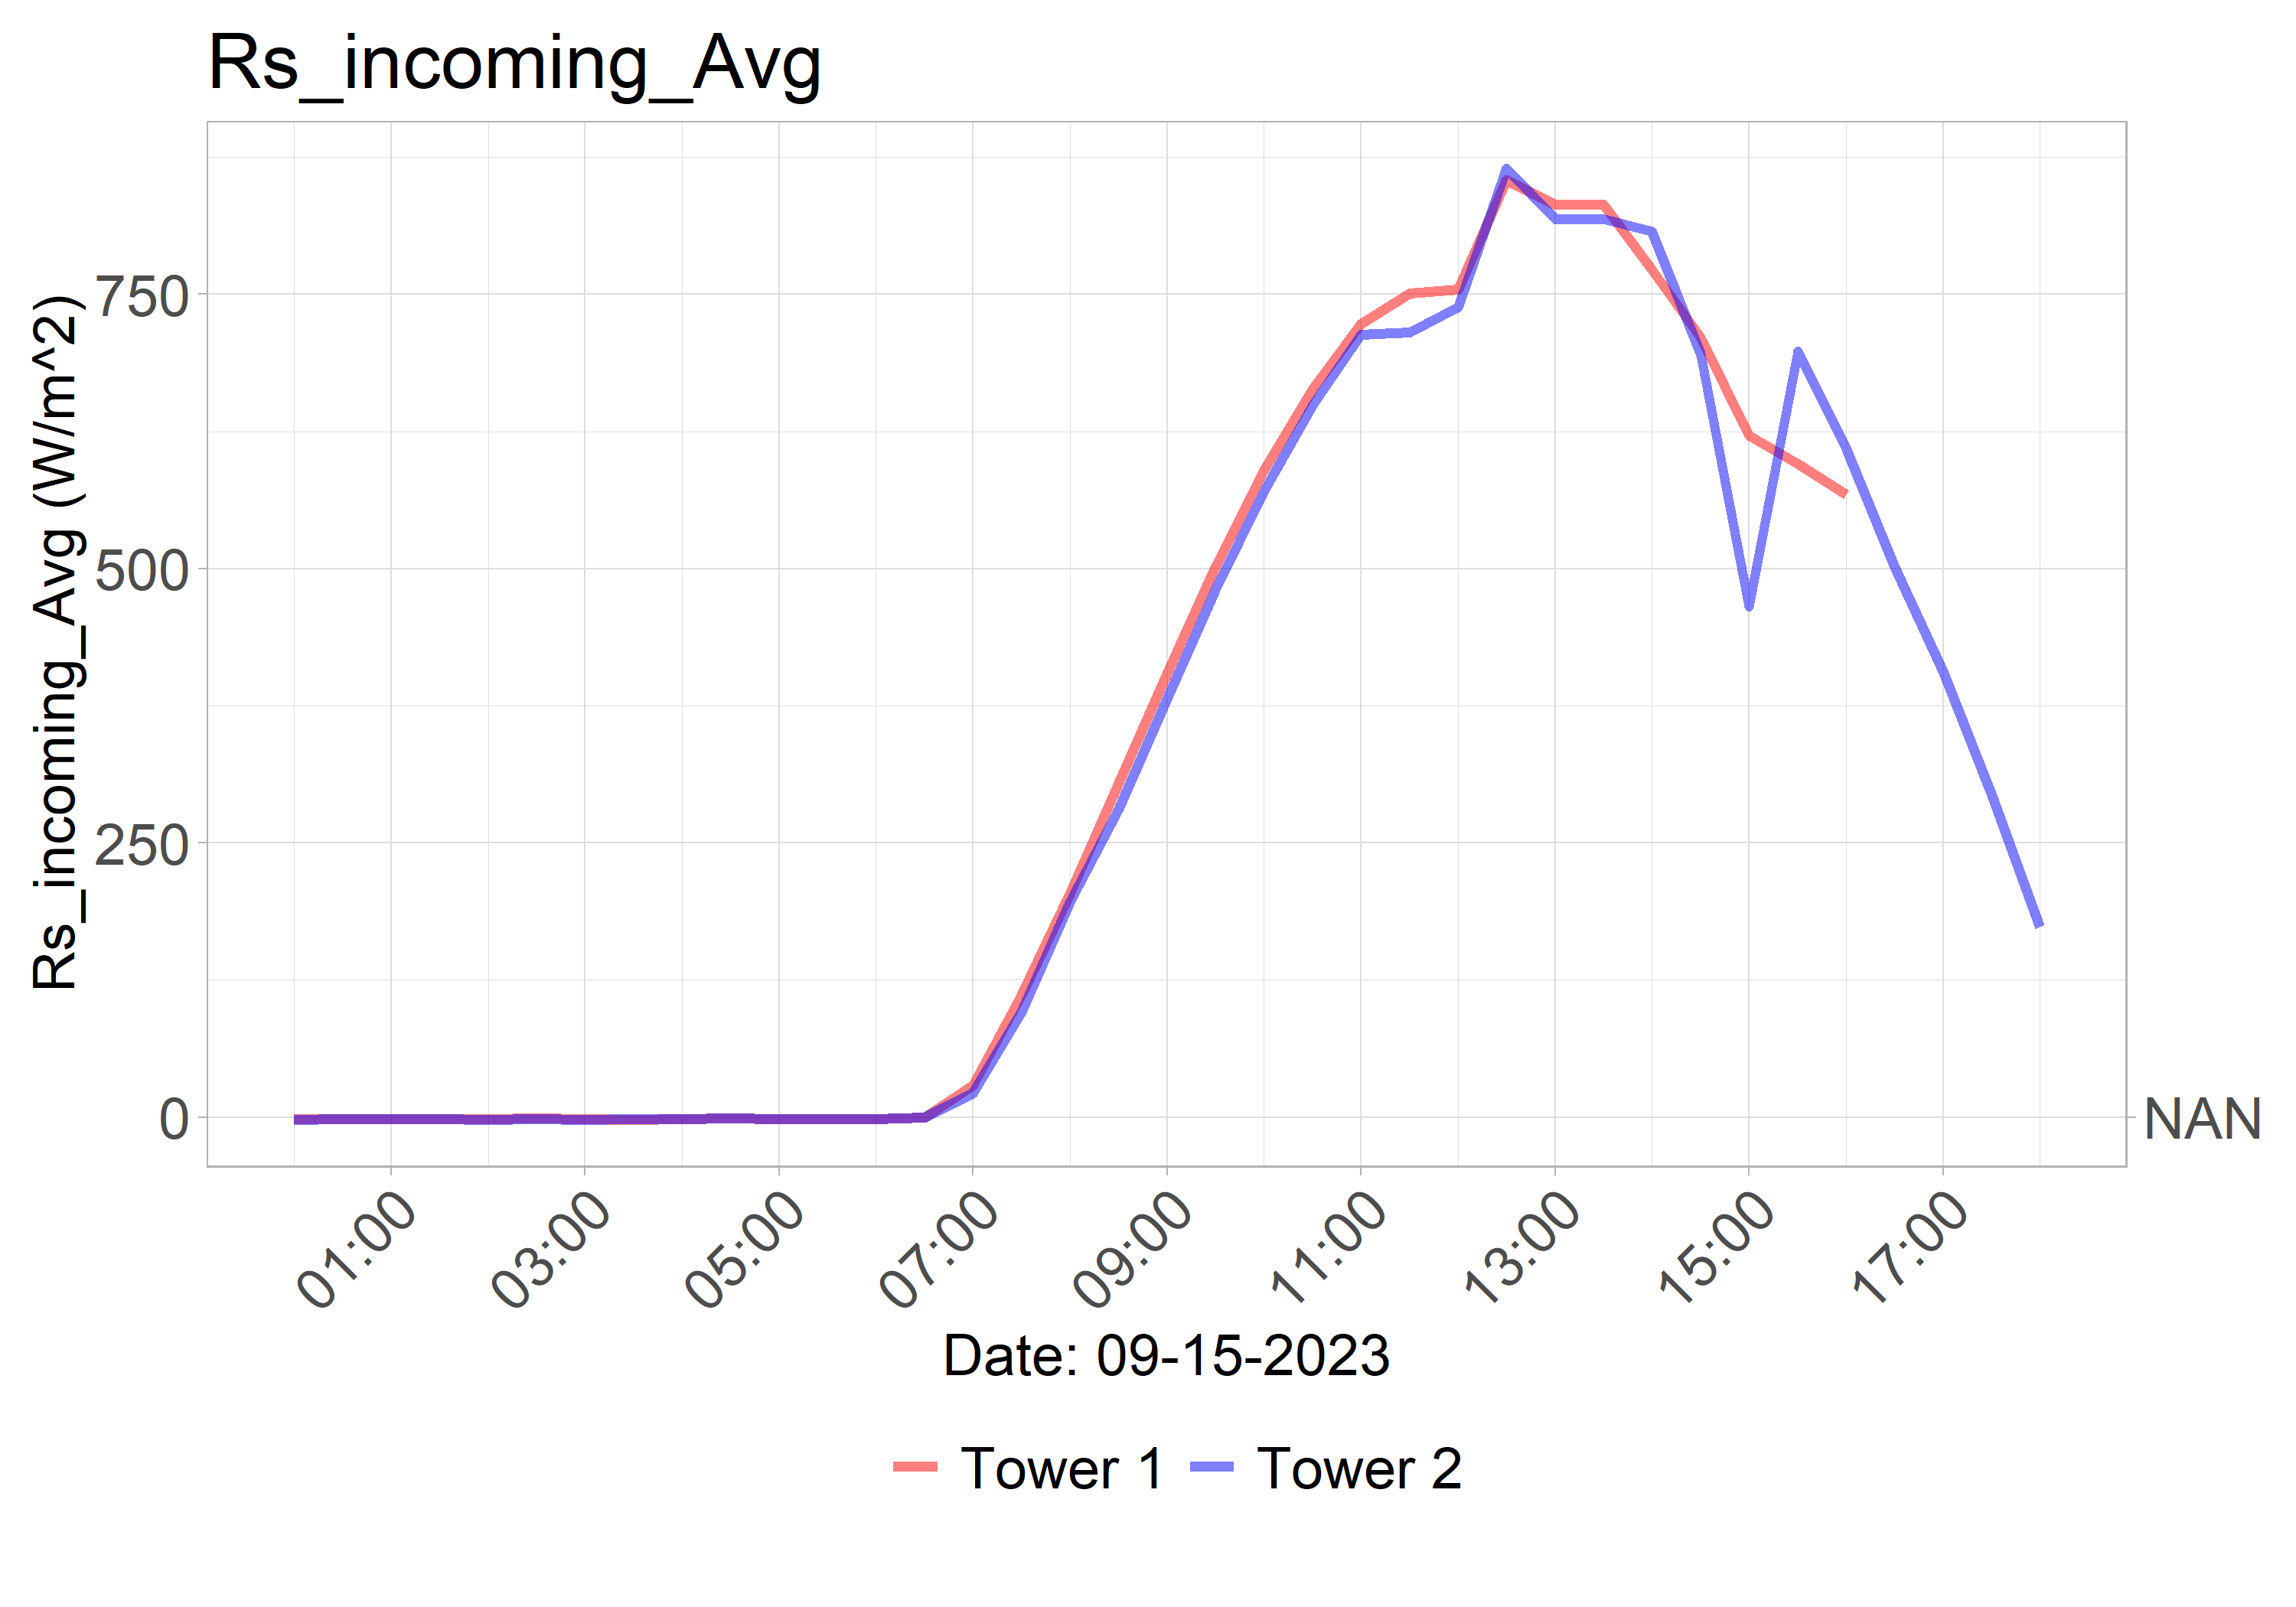 Rs_incoming_Avg
Rs_incoming_Avg (W/m^2)
750
500
250
0
NAN
01:00
03:00
05:00
07:00
09:00
11:00
13:00
15:00
17:00
Date: 09-15-2023
Tower 1
Tower 2